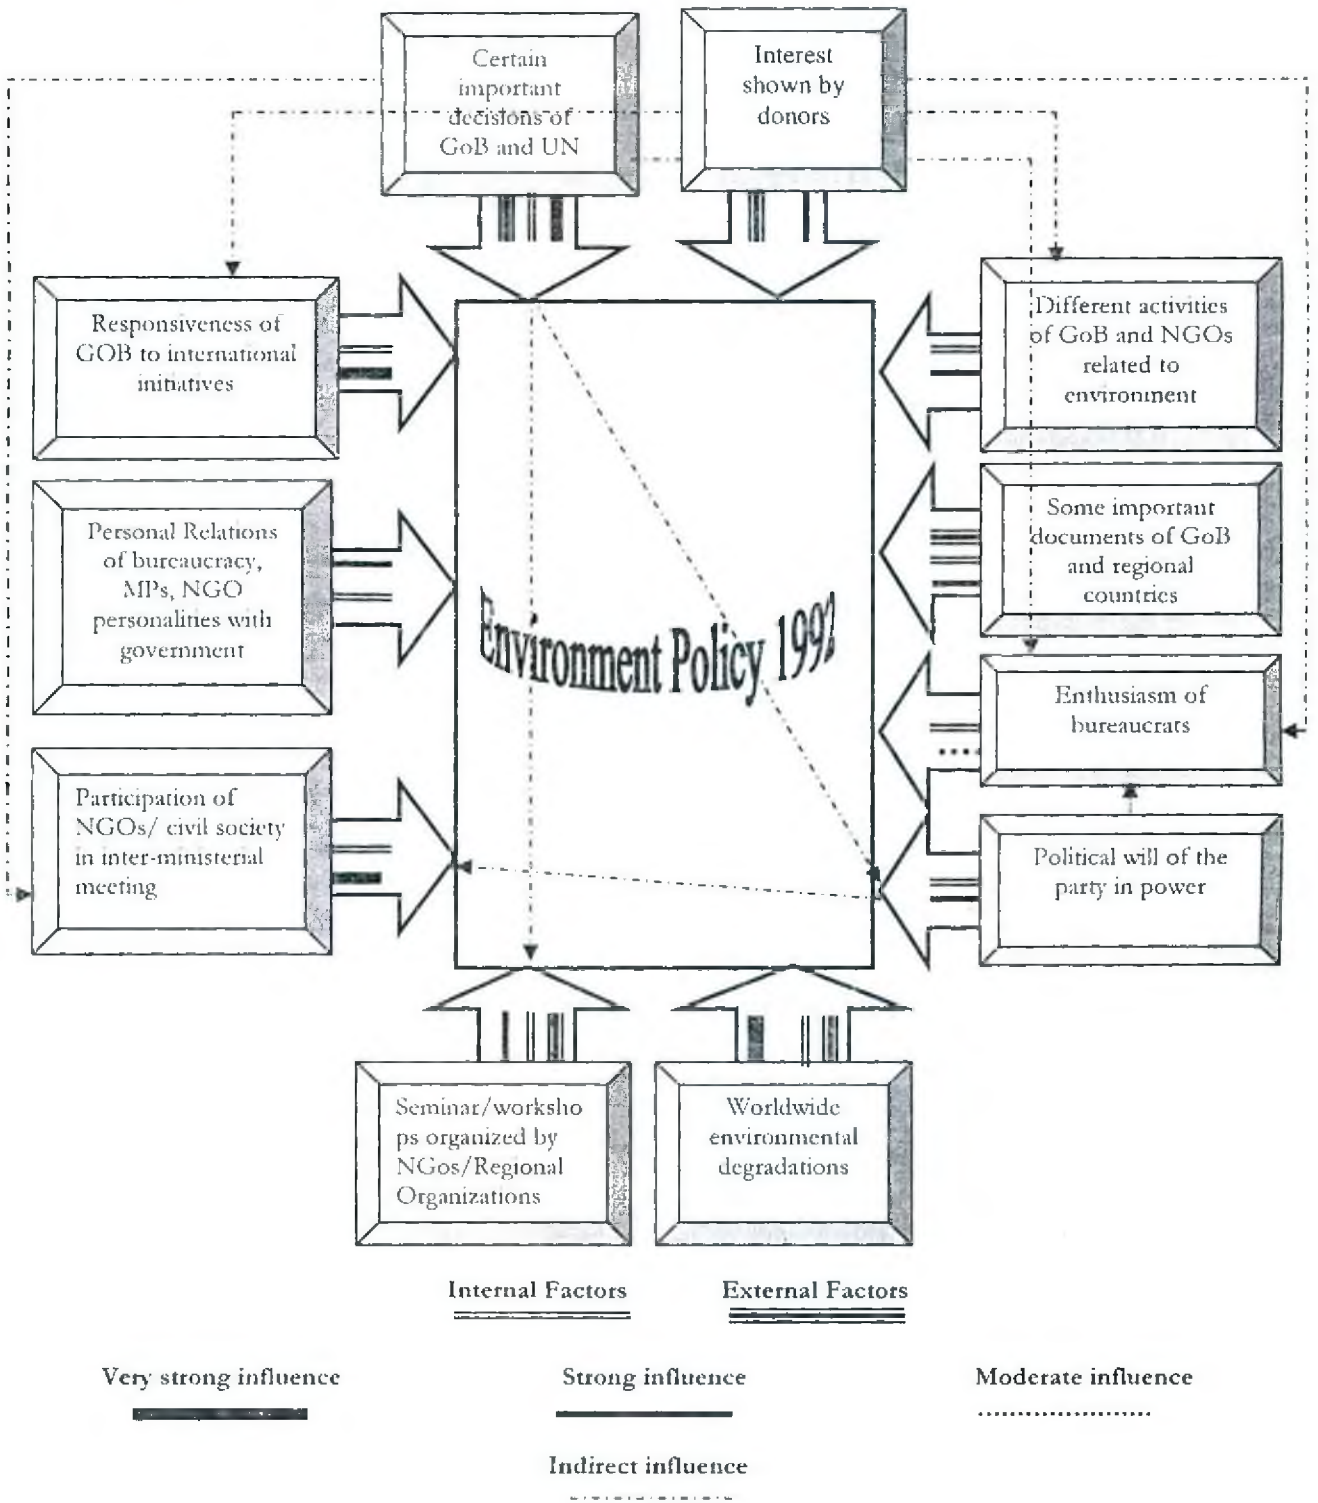 Certain
important
decisions of
GoB and UN
Interest
shown by
donors
Responsiveness of
GOB to international
initiatives
Different activities
of GoB and NGOs
related to
environment
Personal Relations
of bureaucracy,
MPs, NGO
personalities with
government
Some important
documents of GoB
and regional
countries
Environment Policy 1992
Enthusiasm of
bureaucrats
Participation of
NGOs/ civil society
in inter-ministerial
meeting
Political will of the
party in power
Seminar/worksho
ps organized by
NGos/Regional
Organizations
Worldwide
environmental
degradations
Internal Factors
External Factors
Very strong influence
Strong influence
Moderate influence
Indirect influence